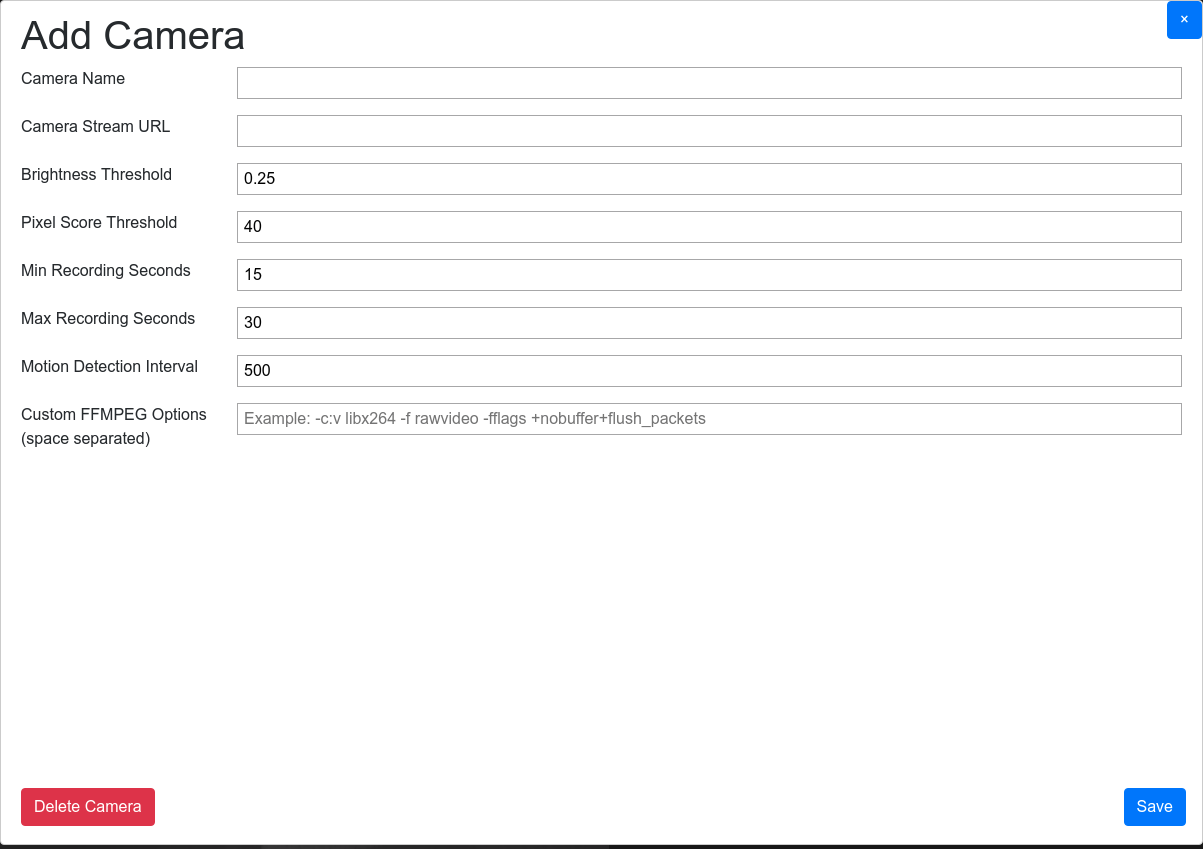 Add Camera
×
Camera Name
Camera Stream URL
Brightness Threshold
0.25
Pixel Score Threshold
40
Min Recording Seconds
15
Max Recording Seconds
30
Motion Detection Interval
500
Custom FFMPEG Options
(space separated)
Example: -c:v libx264 -f rawvideo -fflags +nobuffer+flush_packets
Delete Camera
Save